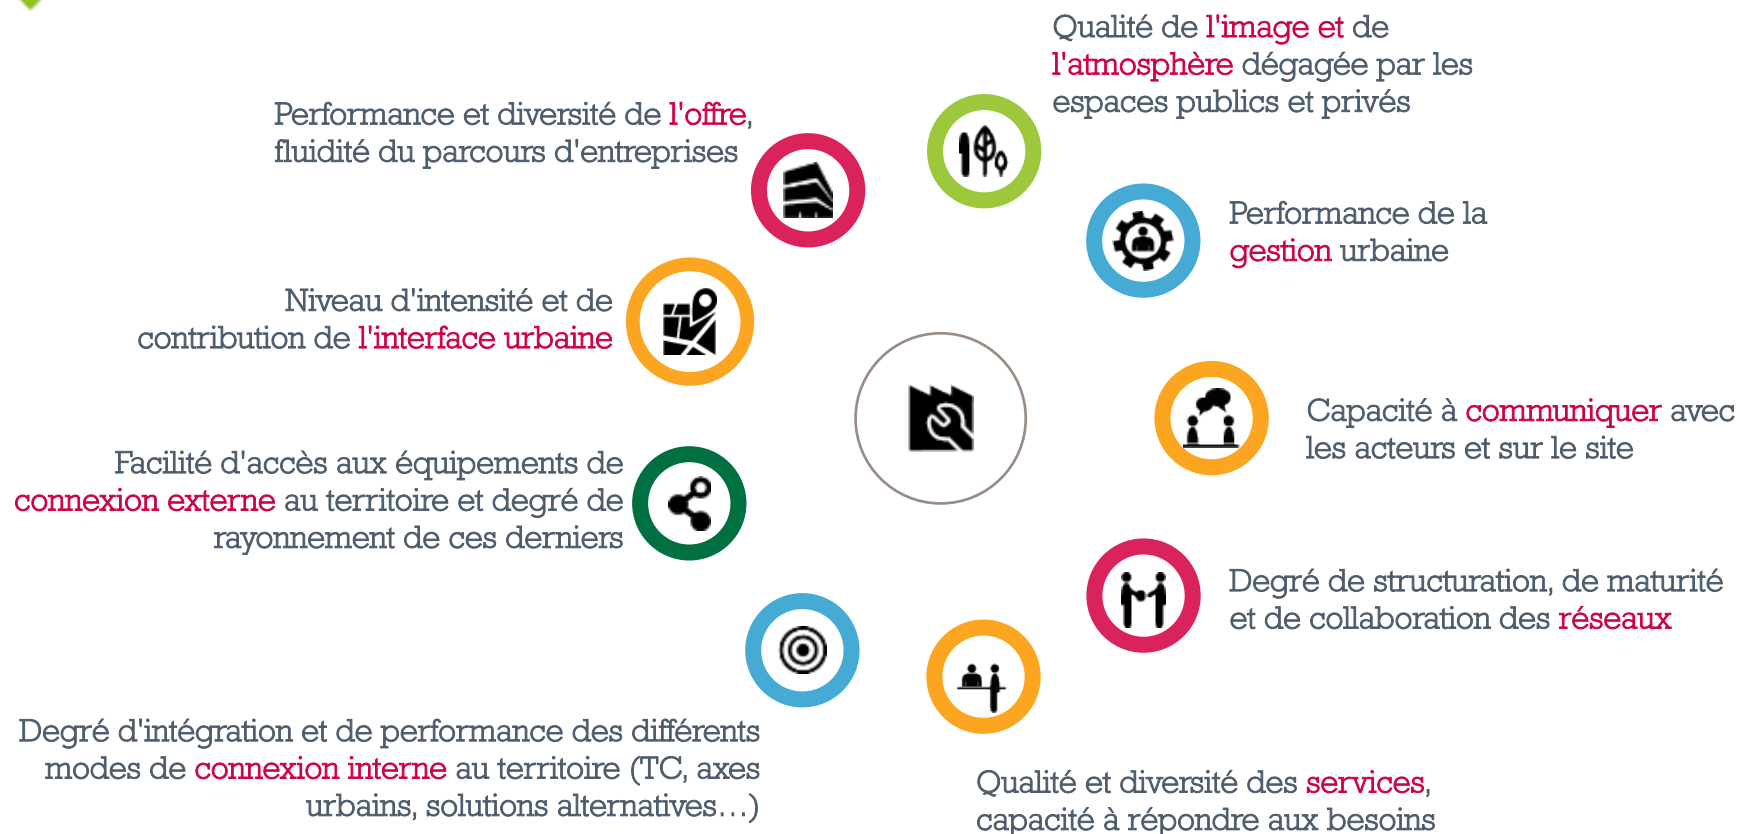 Qualité de l'image et de
l'atmosphère dégagée par les
espaces publics et privés
Performance et diversité de l'offre,
fluidité du parcours d'entreprises
Performance de la
gestion urbaine
Niveau d'intensité et de
contribution de l'interface urbaine
Capacité à communiquer avec
les acteurs et sur le site
Facilité d'accès aux équipements de
connexion externe au territoire et degré de
rayonnement de ces derniers
Degré de structuration, de maturité
et de collaboration des réseaux
Degré d'intégration et de performance des différents
modes de connexion interne au territoire (TC, axes
urbains, solutions alternatives…)
Qualité et diversité des services,
capacité à répondre aux besoins